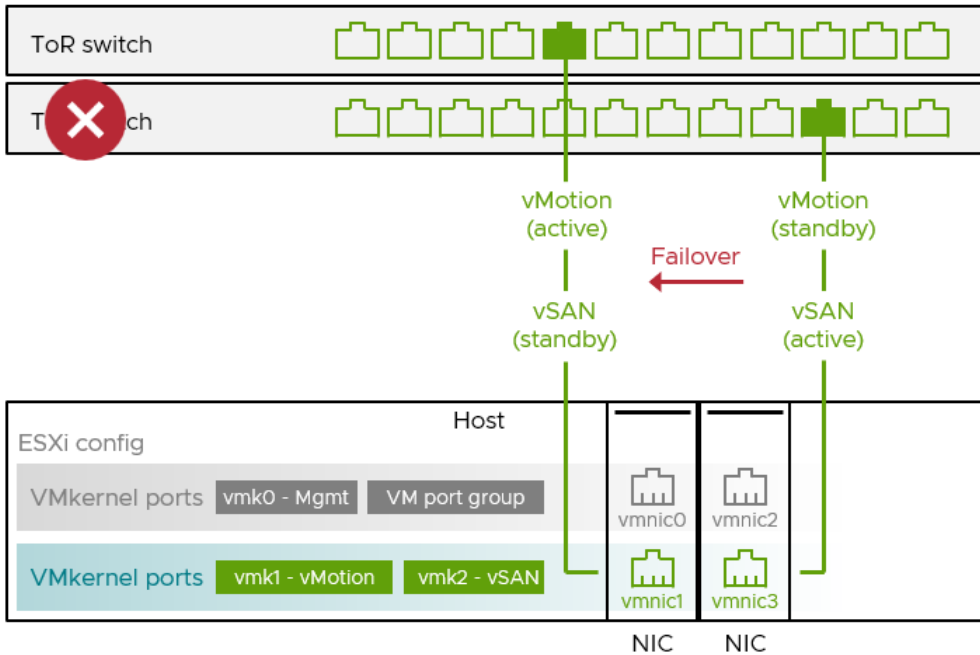 ToR switch
T ch
vMotion
(active)
vMotion
(standby)
Failover
vSAN
(standby)
vSAN
(active)
Host
ESXi config
VMkernel ports vmk0 - Mgmt VM port group
vmnic0 vmnic2
VMkernel ports vmk1 - vMotion vmk2 - vSAN
vmnic1 vmnic3
NIC NIC